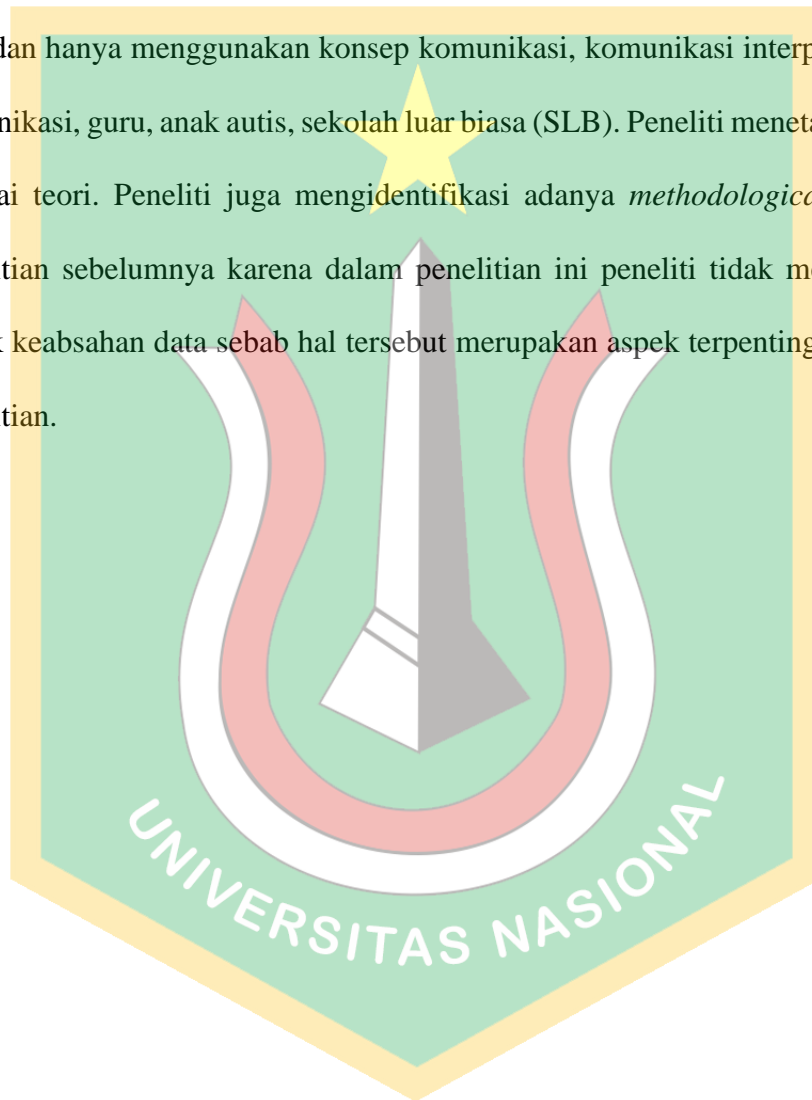 dan hanya menggunakan konsep komunikasi, komunikasi interp
nikasi, guru, anak autis, sekolah luar biasa (SLB). Peneliti meneta
ai teori. Peneliti juga mengidentifikasi adanya methodologica
itian sebelumnya karena dalam penelitian ini peneliti tidak me
k keabsahan data sebab hal tersebut merupakan aspek terpenting
itian.
UNIVERSITAS NASIONAL